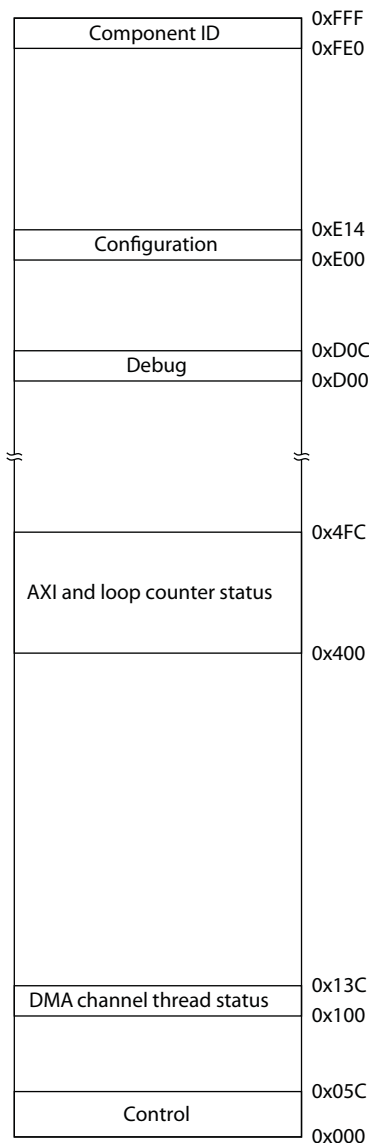 0xFFF
Component ID
0xFE0
0xE14
Configuration
0xE00
0xD0C
Debug
0xD00
0x4FC
AXI and loop counter status
0x400
0x13C
DMA channel thread status
0x100
0x05C
Control
0x000